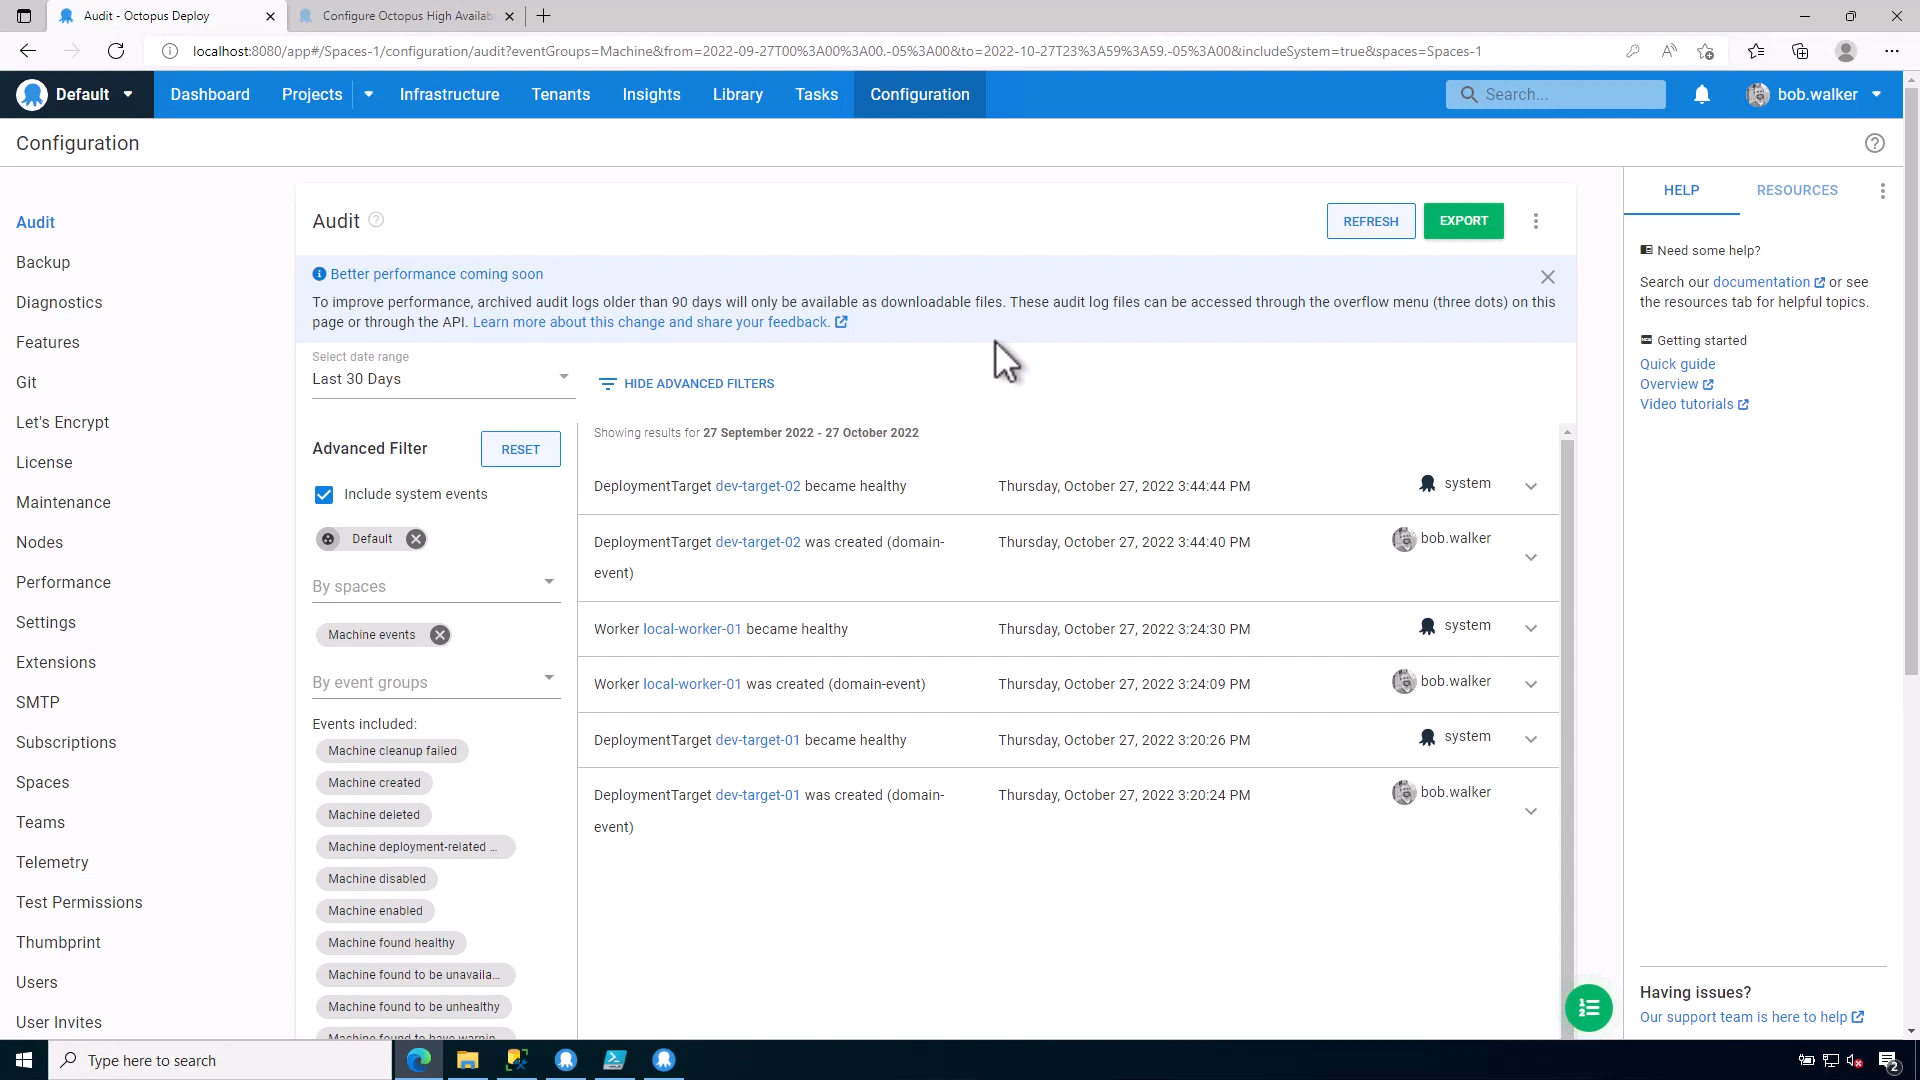 Audit - Octopus Deploy
Configure Octopus High Availab
localhost:8080/app#/Spaces-1/configuration/audit?eventGroups=Machine&from=2022-09-27T00%3A00%3A00.-05%3A00&to=2022-10-27T23%3A59%3A59.-05%3A00&includeSystem=true&spaces=Spaces-1
Default Dashboard Projects Infrastructure Tenants Insights Library Tasks Configuration Search... bob.walker
Configuration
Audit
Backup
Diagnostics
Features
Git
Let's Encrypt
License
Maintenance
Nodes
Performance
Settings
Extensions
SMTP
Subscriptions
Spaces
Teams
Telemetry
Test Permissions
Thumbprint
Users
User Invites
Audit
REFRESH
EXPORT
Better performance coming soon
To improve performance, archived audit logs older than 90 days will only be available as downloadable files. These audit log files can be accessed through the overflow menu (three dots) on this
page or through the API. Learn more about this change and share your feedback.
Select date range
Last 30 Days
HIDE ADVANCED FILTERS
Advanced Filter
RESET
Include system events
Default
By spaces
Machine events
By event groups
Events included:
Machine cleanup failed
Machine created
Machine deleted
Machine deployment-related ...
Machine disabled
Machine enabled
Machine found healthy
Machine found to be unavaila...
Machine found to be unhealthy
Machine found to have warnin...
Showing results for 27 September 2022 - 27 October 2022
DeploymentTarget dev-target-02 became healthy Thursday, October 27, 2022 3:44:44 PM system
DeploymentTarget dev-target-02 was created (domain-
event) Thursday, October 27, 2022 3:44:40 PM bob.walker
Worker local-worker-01 became healthy Thursday, October 27, 2022 3:24:30 PM system
Worker local-worker-01 was created (domain-event) Thursday, October 27, 2022 3:24:09 PM bob.walker
DeploymentTarget dev-target-01 became healthy Thursday, October 27, 2022 3:20:26 PM system
DeploymentTarget dev-target-01 was created (domain-
event) Thursday, October 27, 2022 3:20:24 PM bob.walker
HELP
RESOURCES
Need some help?
Search our documentation or see
the resources tab for helpful topics.
Getting started
Quick guide
Overview
Video tutorials
Having issues?
Our support team is here to help
Type here to search
2